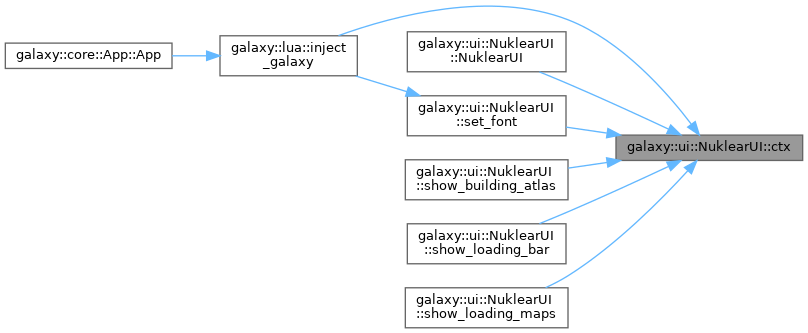 galaxy::core::App::App
galaxy::lua::inject
_galaxy
galaxy::ui::NuklearUI
::NuklearUI
galaxy::ui::NuklearUI
::set_font
galaxy::ui::NuklearUI
::show_building_atlas
galaxy::ui::NuklearUI
::show_loading_bar
galaxy::ui::NuklearUI
::show_loading_maps
galaxy::ui::NuklearUI::ctx